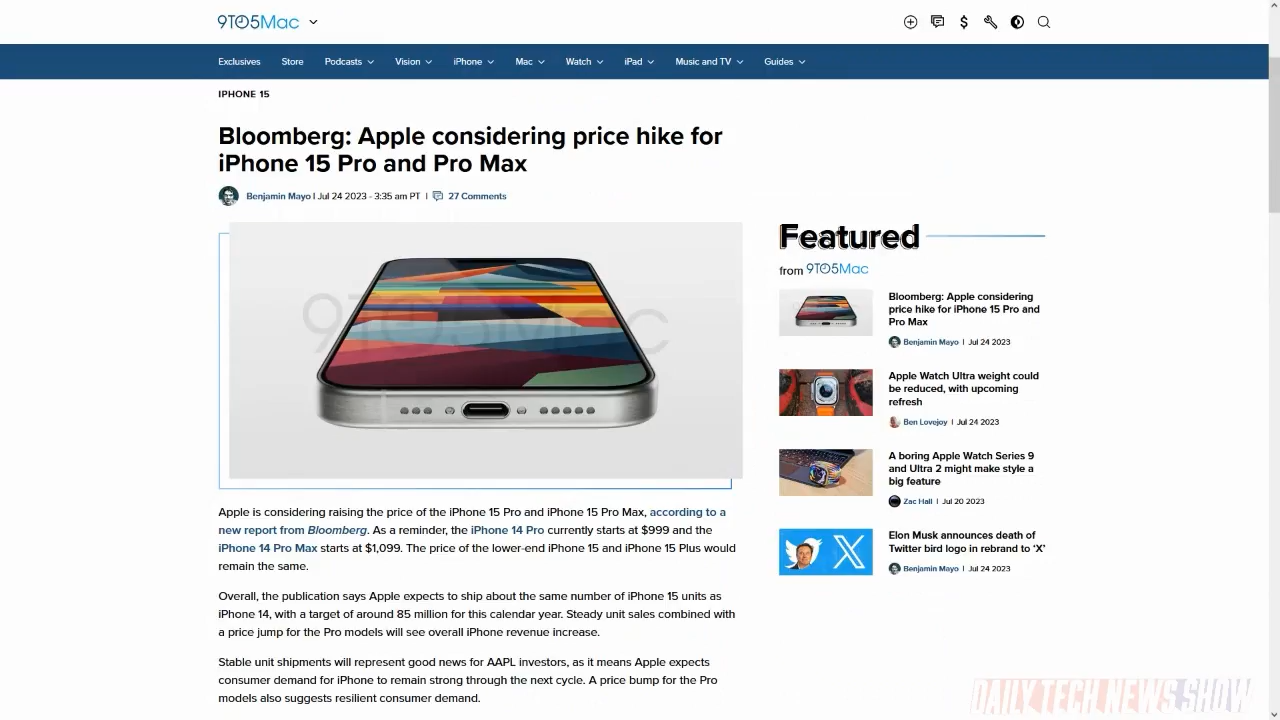 9TO5Mac
Exclusives Store Podcasts Vision iPhone Mac Watch iPad Music and TV Guides
IPHONE 15
Bloomberg: Apple considering price hike for
iPhone 15 Pro and Pro Max
Benjamin Mayo | Jul 24 2023 - 3:35 am PT | 27 Comments
9TO5Mac
Apple is considering raising the price of the iPhone 15 Pro and iPhone 15 Pro Max, according to a
new report from Bloomberg. As a reminder, the iPhone 14 Pro currently starts at $999 and the
iPhone 14 Pro Max starts at $1,099. The price of the lower-end iPhone 15 and iPhone 15 Plus would
remain the same.
Overall, the publication says Apple expects to ship about the same number of iPhone 15 units as
iPhone 14, with a target of around 85 million for this calendar year. Steady unit sales combined with
a price jump for the Pro models will see overall iPhone revenue increase.
Stable unit shipments will represent good news for AAPL investors, as it means Apple expects
consumer demand for iPhone to remain strong through the next cycle. A price bump for the Pro
models also suggests resilient consumer demand.
Featured
from 9TO5Mac
Bloomberg: Apple considering
price hike for iPhone 15 Pro and
Pro Max
Benjamin Mayo | Jul 24 2023
Apple Watch Ultra weight could
be reduced, with upcoming
refresh
Ben Lovejoy | Jul 24 2023
A boring Apple Watch Series 9
and Ultra 2 might make style a
big feature
Zac Hall | Jul 20 2023
Elon Musk announces death of
Twitter bird logo in rebrand to ‘X’
Benjamin Mayo | Jul 24 2023
DAILY TECH NEWS SHOW